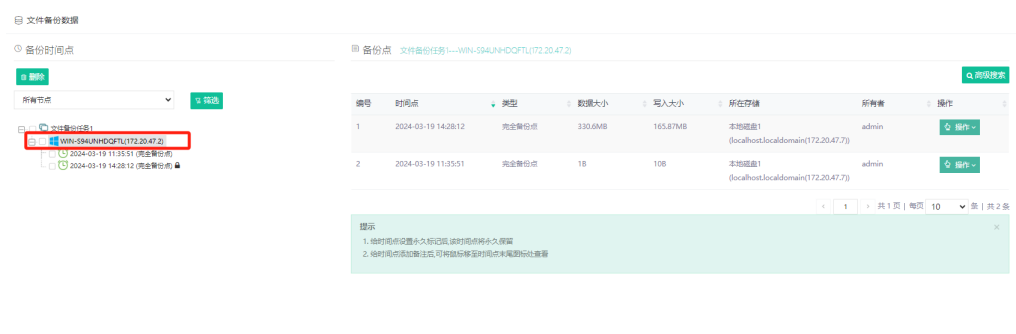 文件备份数据
备份时间点
删除
所有节点
筛选
文件备份任务1
WIN-S94UNHDQFTL(172.20.47.2)
2024-03-19 11:35:51 (完全备份点)
2024-03-19 14:28:12 (完全备份点)
备份点 文件备份任务1---WIN-S94UNHDQFTL(172.20.47.2)
高级搜索
编号 时间点 类型 数据大小 写入大小 所在存储 所有者 操作
1 2024-03-19 14:28:12 完全备份点 330.6MB 165.87MB 本地磁盘1 (localhost.localdomain(172.20.47.7)) admin 操作
2 2024-03-19 11:35:51 完全备份点 1B 10B 本地磁盘1 (localhost.localdomain(172.20.47.7)) admin 操作
1 共 1 页 | 每页 10 条 | 共 2 条
提示
1. 给时间点设置永久标记后,该时间点将永久保留
2. 给时间点添加备注后,可将鼠标移至时间点末尾图标处查看